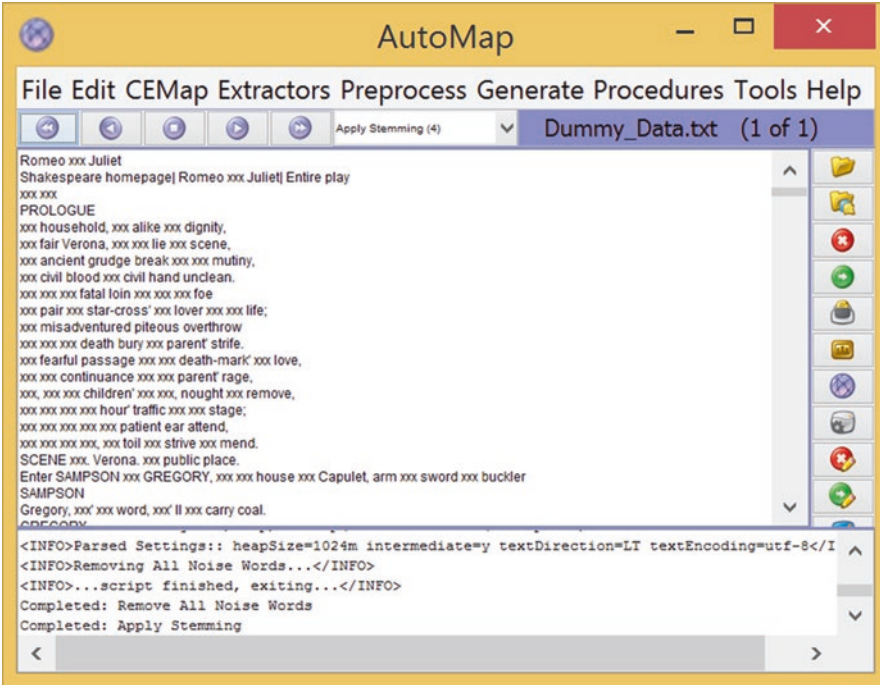 AutoMap
File Edit CEMap Extractors Preprocess Generate Procedures Tools Help
Apply Stemming (4)
Dummy_Data.txt (1 of 1)
Romeo xxx Juliet
Shakespeare homepage| Romeo xxx Juliet| Entire play
xxx xxx
PROLOGUE
xxx household, xxx alike xxx dignity,
xxx fair Verona, xxx xxx lie xxx scene,
xxx ancient grudge break xxx xxx mutiny,
xxx civil blood xxx civil hand unclean.
xxx xxx xxx fatal loin xxx xxx xxx foe
xxx pair xxx star-cross' xxx lover xxx xxx life;
xxx misadventured piteous overthrow
xxx xxx xxx death bury xxx parent' strife.
xxx fearful passage xxx xxx death-mark' xxx love,
xxx xxx continuance xxx xxx parent' rage,
xxx, xxx xxx children' xxx xxx, nought xxx remove,
xxx xxx xxx xxx hour' traffic xxx xxx stage;
xxx xxx xxx xxx xxx patient ear attend,
xxx xxx xxx xxx, xxx toil xxx strive xxx mend.
SCENE xxx. Verona. xxx public place.
Enter SAMPSON xxx GREGORY, xxx xxx house xxx Capulet, arm xxx sword xxx buckler
SAMPSON
Gregory, xxx' xxx word, xxx' ll xxx carry coal.
GREGORY
<INFO>Parsed Settings:: heapSize=1024m intermediate=y textDirection=LT textEncoding=utf-8</I
<INFO>Removing All Noise Words...</INFO>
<INFO>...script finished, exiting...</INFO>
Completed: Remove All Noise Words
Completed: Apply Stemming